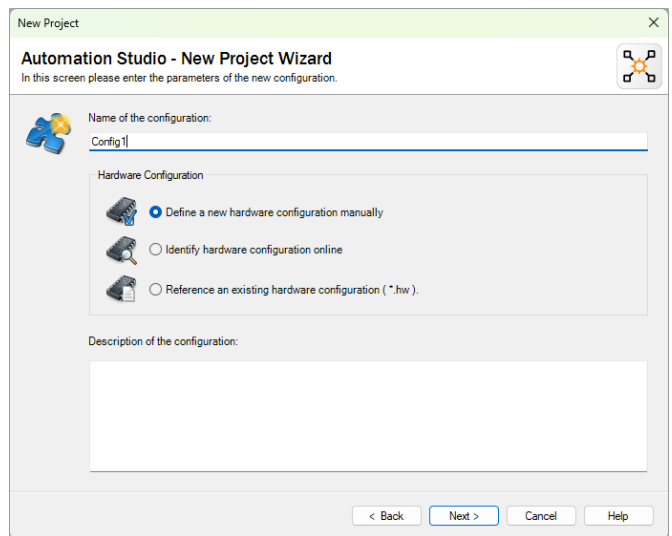 New Project
Automation Studio - New Project Wizard
In this screen please enter the parameters of the new configuration.
Name of the configuration:
Config1
Hardware Configuration
Define a new hardware configuration manually
Identify hardware configuration online
Reference an existing hardware configuration ( *.hw ).
Description of the configuration:
< Back Next > Cancel Help